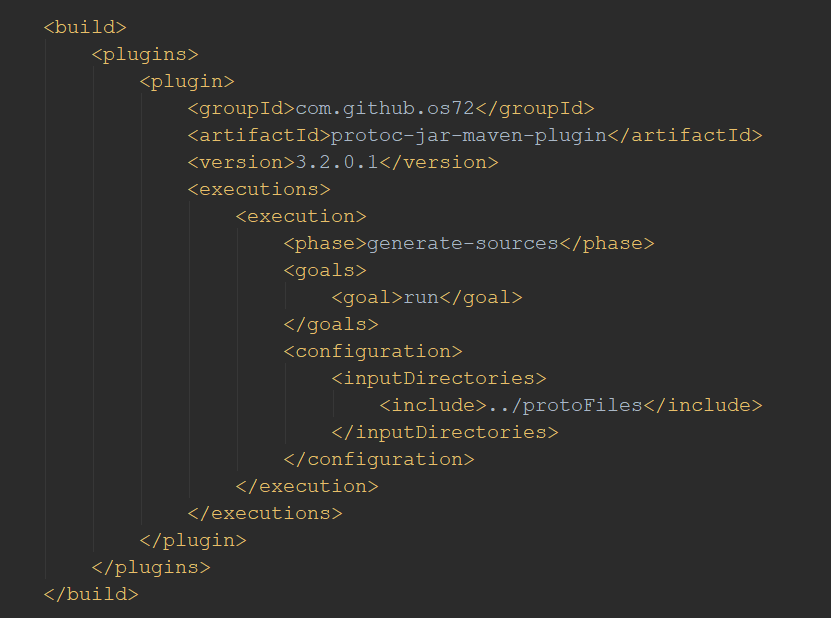 <build>
<plugins>
<plugin>
<groupId>com.github.os72</groupId>
<artifactId>protoc-jar-maven-plugin</artifactId>
<version>3.2.0.1</version>
<executions>
<execution>
<phase>generate-sources</phase>
<goals>
<goal>run</goal>
</goals>
<configuration>
<inputDirectories>
<include>../protoFiles</include>
</inputDirectories>
</configuration>
</execution>
</executions>
</plugin>
</plugins>
</build>